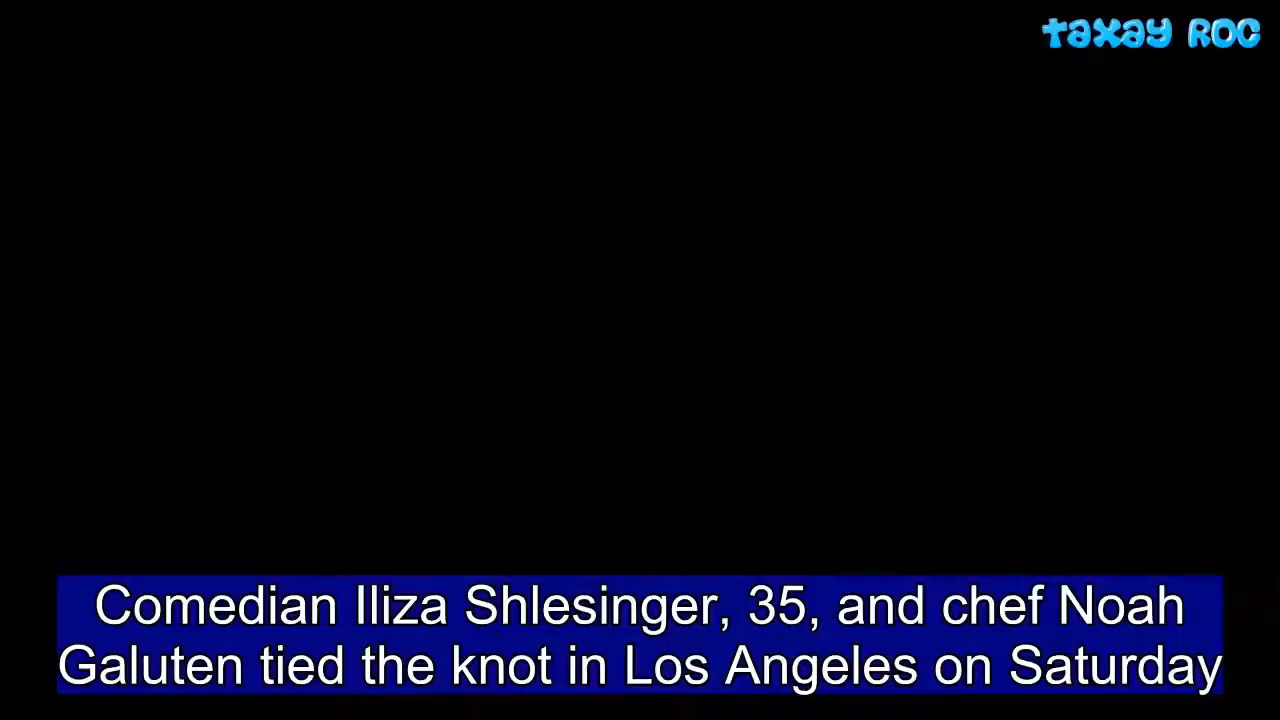 Taxay ROC
Comedian Iliza Shlesinger, 35, and chef Noah
Galuten tied the knot in Los Angeles on Saturday